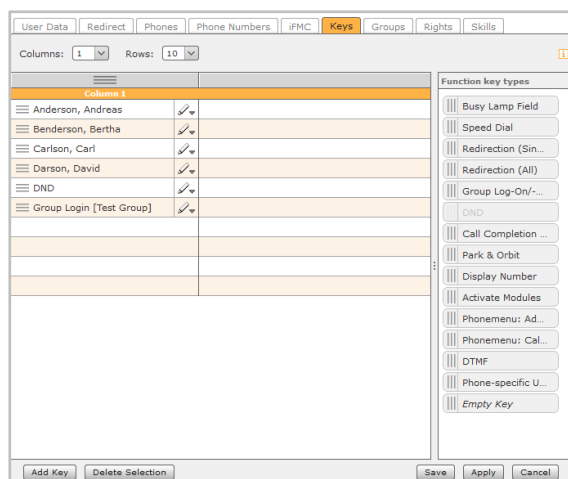 User Data Redirect Phones Phone Numbers iFMC Keys Groups Rights Skills
Columns: 1 Rows: 10
Function key types
Column 1
Anderson, Andreas
Benderson, Bertha
Carlson, Carl
Darson, David
DND
Group Login [Test Group]
Busy Lamp Field
Speed Dial
Redirection (Sin...
Redirection (All)
Group Log-On/-...
DND
Call Completion ...
Park & Orbit
Display Number
Activate Modules
Phonemenu: Ad...
Phonemenu: Cal...
DTMF
Phone-specific U...
Empty Key
Add Key Delete Selection Save Apply Cancel